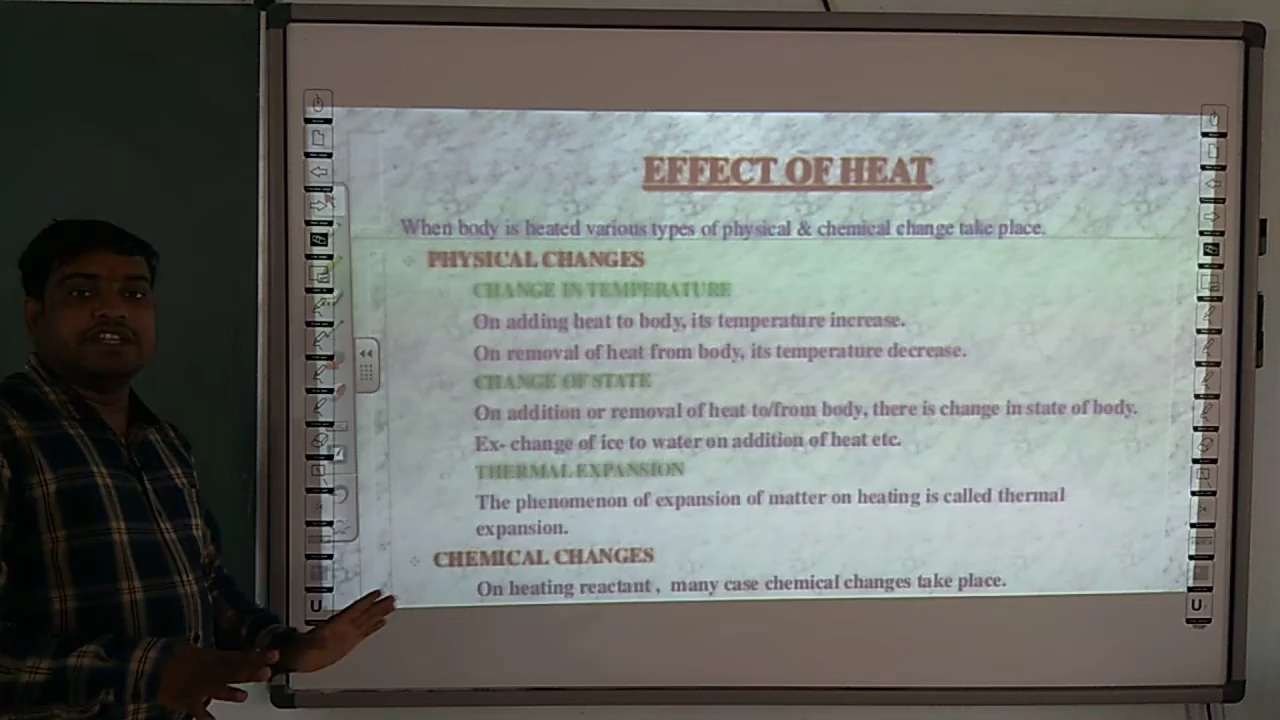 EFFECT OF HEAT
When body is heated various types of physical & chemical change take place.
PHYSICAL CHANGES
CHANGE IN TEMPERATURE
On adding heat to body, its temperature increase.
On removal of heat from body, its temperature decrease.
CHANGE OF STATE
On addition or removal of heat to/from body, there is change in state of body.
Ex- change of ice to water on addition of heat etc.
THERMAL EXPANSION
The phenomenon of expansion of matter on heating is called thermal
expansion.
CHEMICAL CHANGES
On heating reactant , many case chemical changes take place.